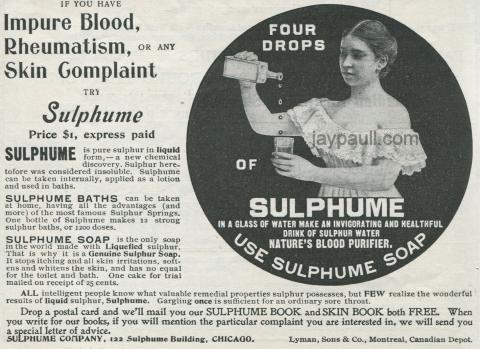 IF YOU HAVE
Impure Blood,
Rheumatism, OR ANY
Skin Complaint
TRY
Sulphume
Price $1, express paid
SULPHUME is pure sulphur in liquid
form,—a new chemical
discovery. Sulphur here-
tofore was considered insoluble. Sulphume
can be taken internally, applied as a lotion
and used in baths.
SULPHUME BATHS can be taken
at home, having all the advantages (and
more) of the most famous Sulphur Springs.
One bottle of Sulphume makes 12 strong
sulphur baths, or 1200 doses.
SULPHUME SOAP is the only soap
in the world made with Liquefied sulphur.
That is why it is a Genuine Sulphur Soap.
It stops itching and all skin irritations, soft-
ens and whitens the skin, and has no equal
for the toilet and bath. One cake for trial
mailed on receipt of 25 cents.
FOUR
DROPS
jaypaull.com
OF
SULPHUME
IN A GLASS OF WATER MAKE AN INVIGORATING AND HEALTHFUL
DRINK OF SULPHUR WATER
NATURE'S BLOOD PURIFIER.
USE SULPHUME SOAP
ALL intelligent people know what valuable remedial properties sulphur possesses, but FEW realize the wonderful
results of liquid sulphur, Sulphume. Gargling once is sufficient for an ordinary sore throat.
Drop a postal card and we'll mail you our SULPHUME BOOK and SKIN BOOK both FREE. When
you write for our books, if you will mention the particular complaint you are interested in, we will send you
a special letter of advice.
SULPHUME COMPANY, 122 Sulphume Building, CHICAGO. Lyman, Sons & Co., Montreal, Canadian Depot.